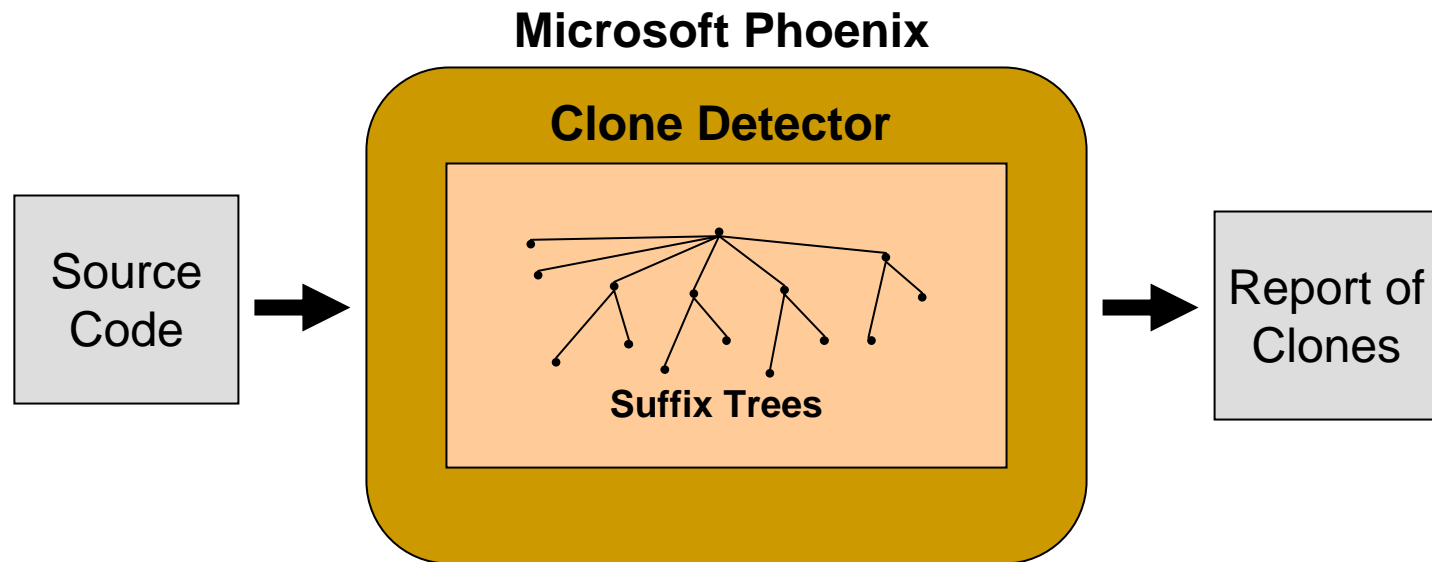 Microsoft Phoenix
Clone Detector
Source
Code
Suffix Trees
Report of
Clones